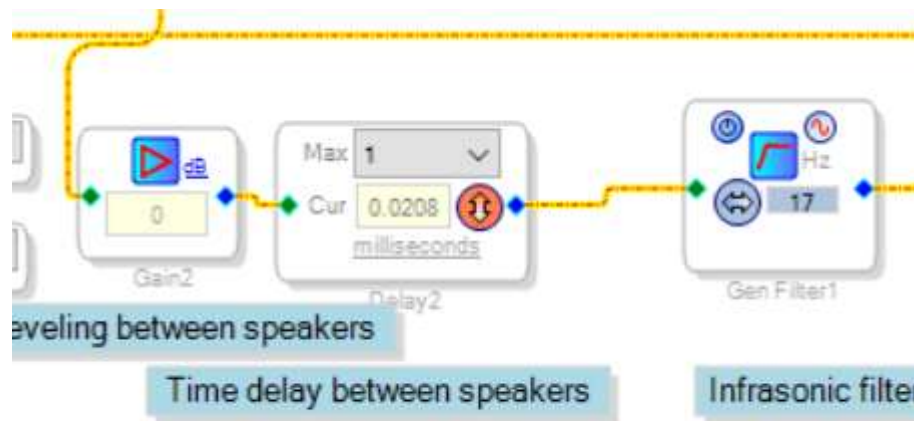 Max 1
dB
Hz
0
Cur 0.0208
17
milliseconds
Gain2
Delay2
Gen Filter1
eveling between speakers
Time delay between speakers
Infrasonic filte